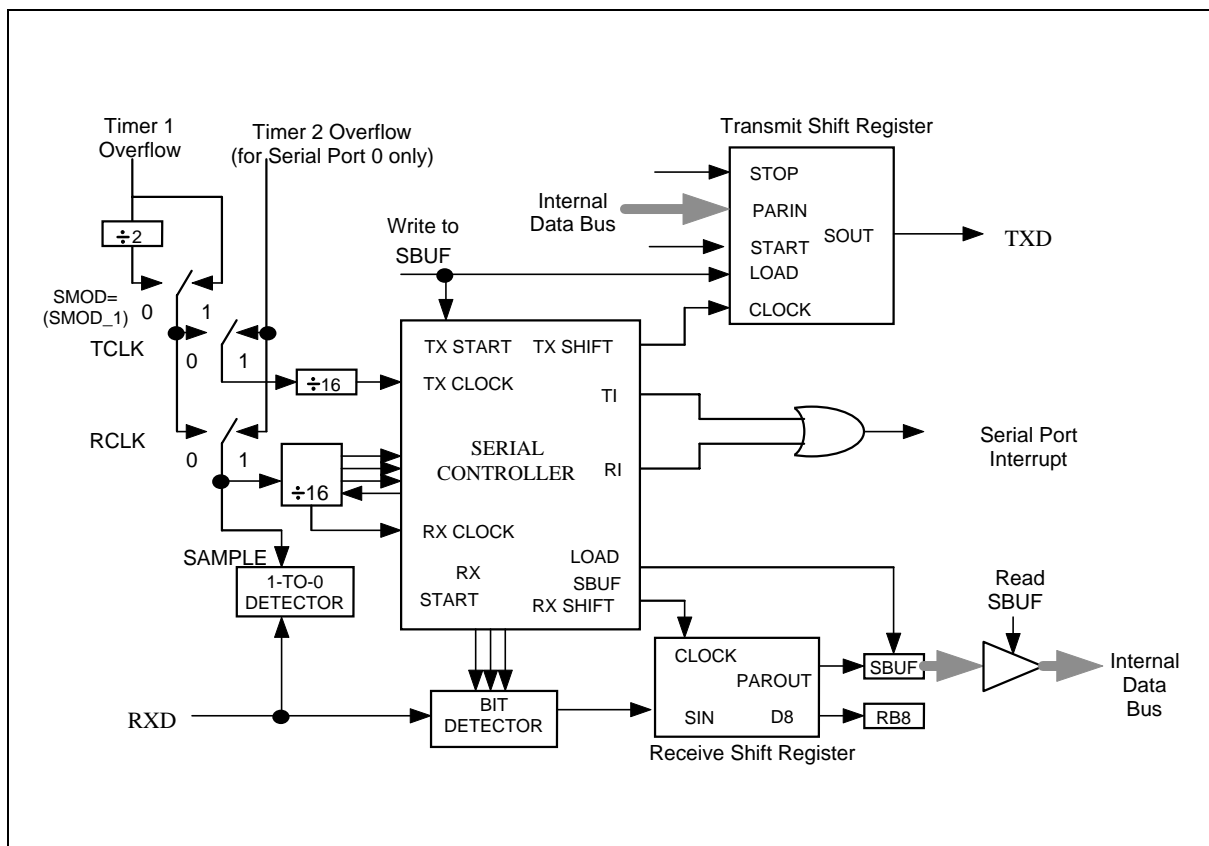 Timer 1
Overflow
Timer 2 Overflow
(for Serial Port 0 only)
÷2
SMOD=
(SMOD_1)
0
1
TCLK
0
1
÷16
RCLK
0
1
÷16
SAMPLE
1-TO-0
DETECTOR
RXD
Write to
SBUF
TX START
TX SHIFT
TX CLOCK
TI
SERIAL
CONTROLLER
RI
RX CLOCK
LOAD
SBUF
RX
START
RX SHIFT
BIT
DETECTOR
Transmit Shift Register
Internal
Data Bus
STOP
PARIN
START
SOUT
LOAD
CLOCK
TXD
Serial Port
Interrupt
CLOCK
PAROUT
SIN
D8
Receive Shift Register
SBUF
RB8
Read
SBUF
Internal
Data
Bus